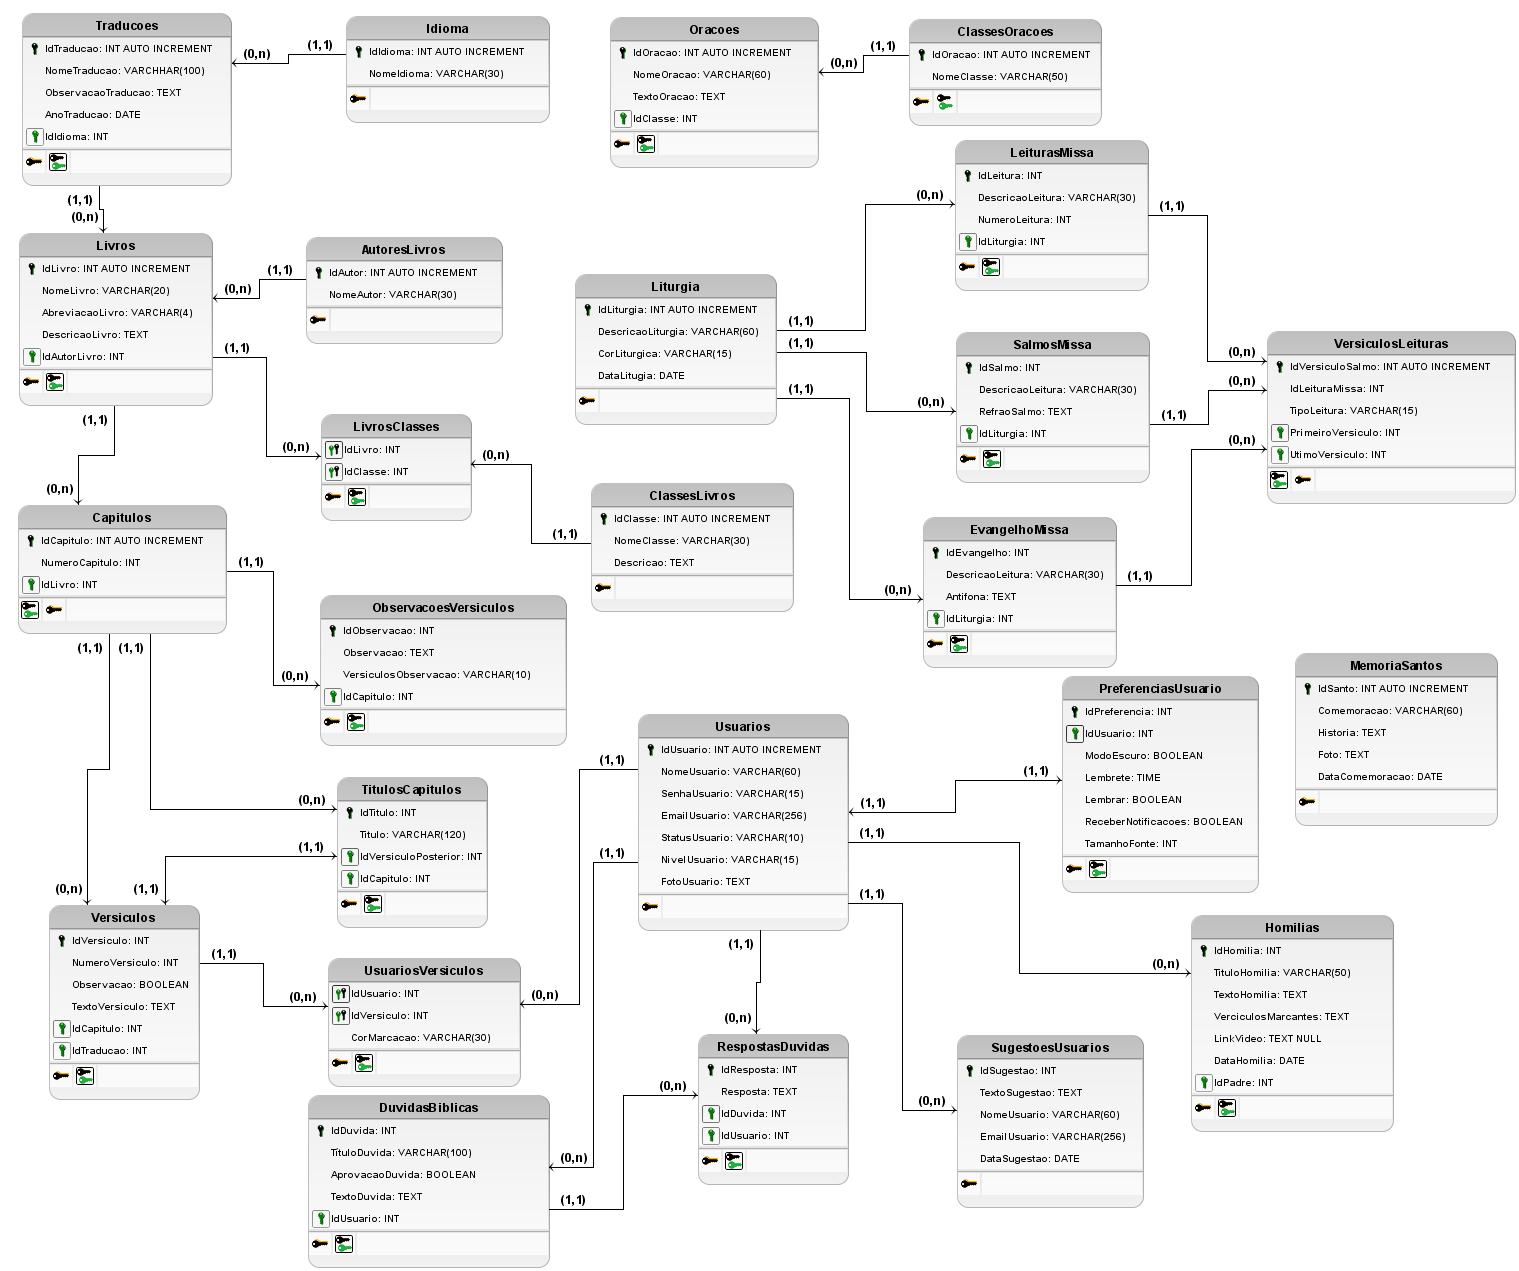 Traducoes
IdTraducao: INT AUTO INCREMENT
NomeTraducao: VARCHHAR(100)
ObservacaoTraducao: TEXT
AnoTraducao: DATE
IdIdioma: INT
(0,n)
(1,1)
Idioma
IdIdioma: INT AUTO INCREMENT
NomeIdioma: VARCHAR(30)
Oracoes
IdOracao: INT AUTO INCREMENT
NomeOracao: VARCHAR(60)
TextoOracao: TEXT
IdClasse: INT
(0,n)
(1,1)
ClassesOracoes
IdOracao: INT AUTO INCREMENT
NomeClasse: VARCHAR(50)
(1,1)
(0,n)
Livros
IdLivro: INT AUTO INCREMENT
NomeLivro: VARCHAR(20)
AbreviacaoLivro: VARCHAR(4)
DescricaoLivro: TEXT
IdAutorLivro: INT
(0,n)
(1,1)
AutoresLivros
IdAutor: INT AUTO INCREMENT
NomeAutor: VARCHAR(30)
(1,1)
(0,n)
LivrosClasses
IdLivro: INT
IdClasse: INT
(0,n)
(1,1)
ClassesLivros
IdClasse: INT AUTO INCREMENT
NomeClasse: VARCHAR(30)
Descricao: TEXT
Liturgia
IdLiturgia: INT AUTO INCREMENT
DescricaoLiturgia: VARCHAR(60)
CorLiturgica: VARCHAR(15)
DataLitugia: DATE
(1,1)
(1,1)
(1,1)
(0,n)
(0,n)
(0,n)
LeiturasMissa
IdLeitura: INT
DescricaoLeitura: VARCHAR(30)
NumeroLeitura: INT
IdLiturgia: INT
(1,1)
SalmosMissa
IdSalmo: INT
DescricaoLeitura: VARCHAR(30)
RefraoSalmo: TEXT
IdLiturgia: INT
(1,1)
EvangelhoMissa
IdEvangelho: INT
DescricaoLeitura: VARCHAR(30)
Antifona: TEXT
IdLiturgia: INT
(1,1)
(0,n)
(0,n)
(0,n)
VersiculosLeituras
IdVersiculoSalmo: INT AUTO INCREMENT
IdLeituraMissa: INT
TipoLeitura: VARCHAR(15)
PrimeiroVersiculo: INT
UtimoVersiculo: INT
(1,1)
(0,n)
Capitulos
IdCapitulo: INT AUTO INCREMENT
NumeroCapitulo: INT
IdLivro: INT
(1,1)
(0,n)
ObservacoesVersiculos
IdObservacao: INT
Observacao: TEXT
VersiculosObservacao: VARCHAR(10)
IdCapitulo: INT
(1,1)
(1,1)
(0,n)
TitulosCapitulos
IdTitulo: INT
Titulo: VARCHAR(120)
IdVersiculoPosterior: INT
IdCapitulo: INT
(1,1)
(0,n)
(1,1)
Versiculos
IdVersiculo: INT
NumeroVersiculo: INT
Observacao: BOOLEAN
TextoVersiculo: TEXT
IdCapitulo: INT
IdTraducao: INT
(1,1)
(0,n)
UsuariosVersiculos
IdUsuario: INT
IdVersiculo: INT
CorMarcacao: VARCHAR(30)
(0,n)
(1,1)
(1,1)
Usuarios
IdUsuario: INT AUTO INCREMENT
NomeUsuario: VARCHAR(60)
SenhaUsuario: VARCHAR(15)
EmailUsuario: VARCHAR(256)
StatusUsuario: VARCHAR(10)
NivelUsuario: VARCHAR(15)
FotoUsuario: TEXT
(1,1)
(1,1)
(1,1)
(1,1)
(1,1)
PreferenciasUsuario
IdPreferencia: INT
IdUsuario: INT
ModoEscuro: BOOLEAN
Lembrete: TIME
Lembrar: BOOLEAN
ReceberNotificacoes: BOOLEAN
TamanhoFonte: INT
MemoriaSantos
IdSanto: INT AUTO INCREMENT
Comemoracao: VARCHAR(60)
Historia: TEXT
Foto: TEXT
DataComemoracao: DATE
(0,n)
Homilias
IdHomilia: INT
TituloHomilia: VARCHAR(50)
TextoHomilia: TEXT
VerciculosMarcantes: TEXT
LinkVideo: TEXT NULL
DataHomilia: DATE
IdPadre: INT
(0,n)
RespostasDuvidas
IdResposta: INT
Resposta: TEXT
IdDuvida: INT
IdUsuario: INT
(0,n)
(0,n)
SugestoesUsuarios
IdSugestao: INT
TextoSugestao: TEXT
NomeUsuario: VARCHAR(60)
EmailUsuario: VARCHAR(256)
DataSugestao: DATE
DuvidasBiblicas
IdDuvida: INT
TítuloDuvida: VARCHAR(100)
AprovacaoDuvida: BOOLEAN
TextoDuvida: TEXT
IdUsuario: INT
(0,n)
(1,1)